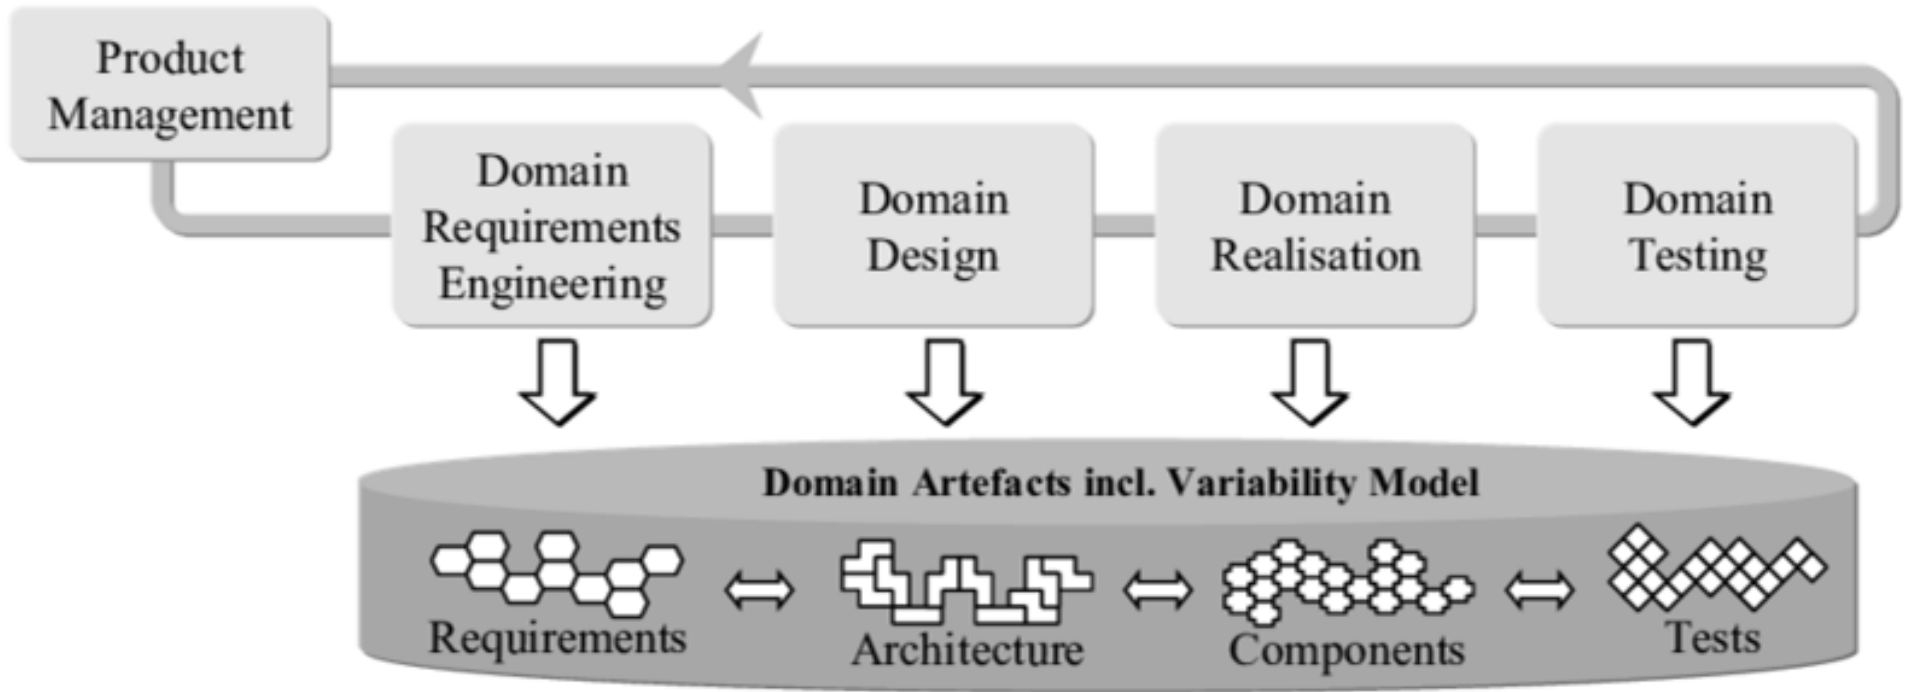 Product
Management
Domain
Requirements
Engineering
Domain
Design
Domain
Realisation
Domain
Testing
Domain Artefacts incl. Variability Model
Requirements
Architecture
Components
Tests